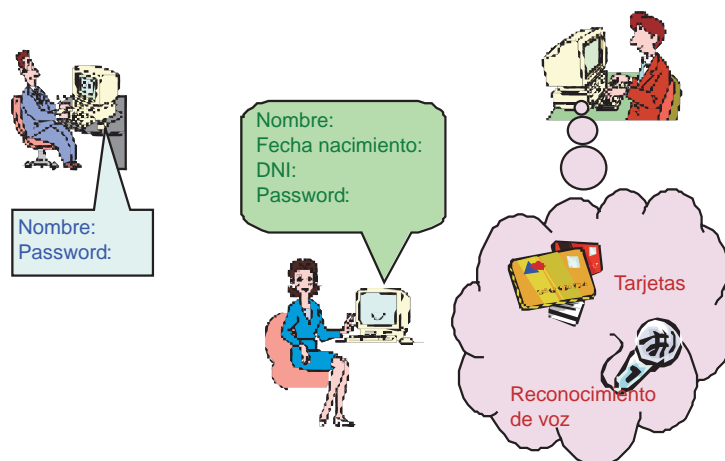 Nombre:
Password:
Nombre:
Fecha nacimiento:
DNI:
Password:
Tarjetas
Reconocimiento
de voz